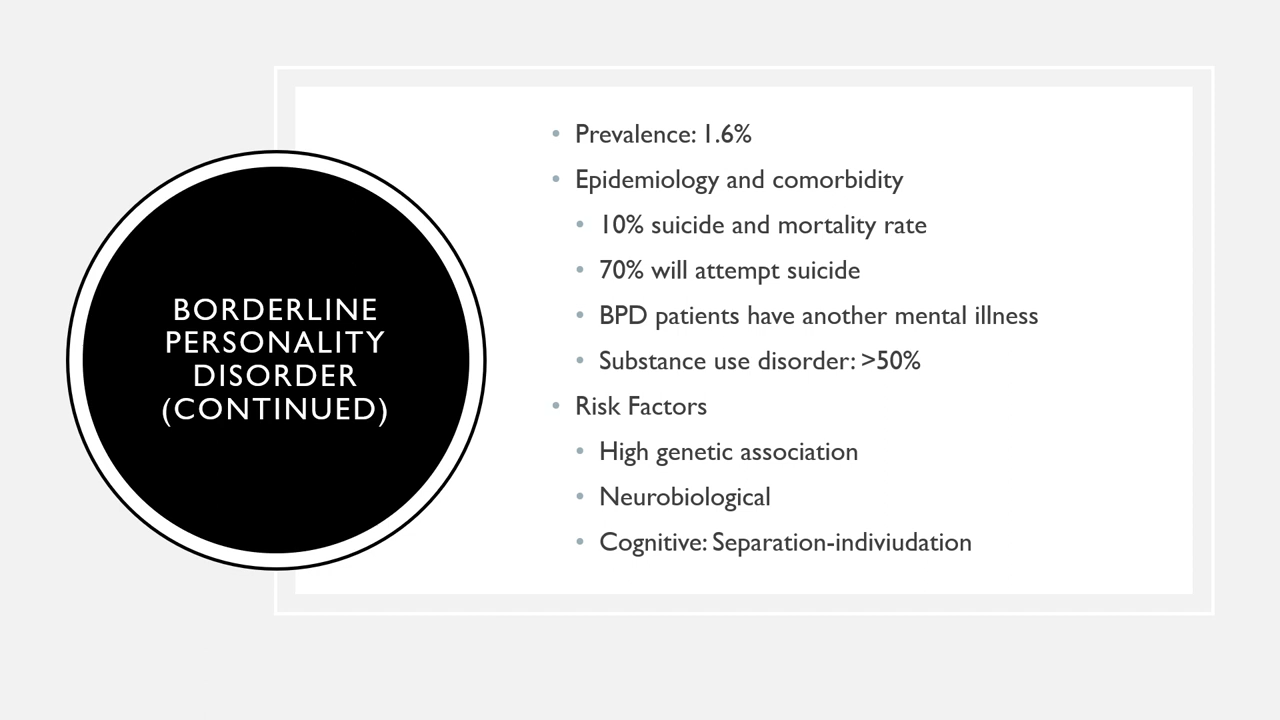 BORDERLINE
PERSONALITY
DISORDER
(CONTINUED)
• Prevalence: 1.6%
• Epidemiology and comorbidity
• 10% suicide and mortality rate
• 70% will attempt suicide
• BPD patients have another mental illness
• Substance use disorder: >50%
• Risk Factors
• High genetic association
• Neurobiological
• Cognitive: Separation-indiviudation